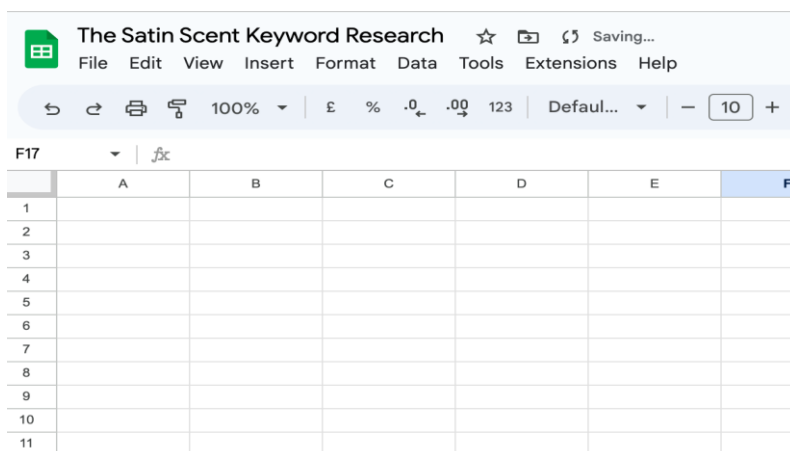 The Satin Scent Keyword Research Saving...
File Edit View Insert Format Data Tools Extensions Help
100% £ % .0 .00 123 Defaul... 10
F17 fx
A B C D E F
1
2
3
4
5
6
7
8
9
10
11